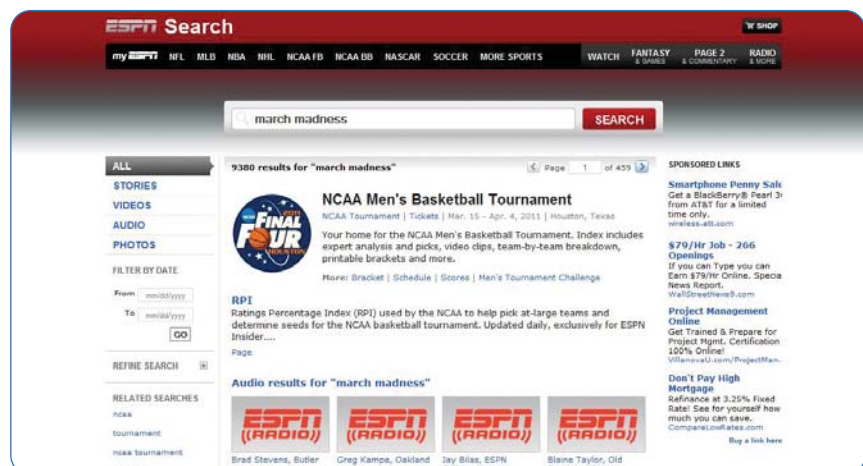 ESPN Search
SHOP
my ESPN NFL MLB NBA NHL NCAA FB NCAA BB NASCAR SOCCER MORE SPORTS WATCH FANTASY & GAMES PAGE 2 & COMMENTARY RADIO & MORE
march madness SEARCH
ALL
STORIES
VIDEOS
AUDIO
PHOTOS
FILTER BY DATE
From mm/dd/yyyy
To mm/dd/yyyy
GO
REFINE SEARCH
RELATED SEARCHES
ncaa
tournament
ncaa tournament
9380 results for "march madness" Page 1 of 459
2011
FINAL
FOUR
HOUSTON
NCAA Men's Basketball Tournament
NCAA Tournament | Tickets | Mar. 15 - Apr. 4, 2011 | Houston, Texas
Your home for the NCAA Men's Basketball Tournament. Index includes
expert analysis and picks, video clips, team-by-team breakdown,
printable brackets and more.
More: Bracket | Schedule | Scores | Men's Tournament Challenge
RPI
Ratings Percentage Index (RPI) used by the NCAA to help pick at-large teams and
determine seeds for the NCAA basketball tournament. Updated daily, exclusively for ESPN
Insider....
Page
Audio results for "march madness"
ESPN ESPN ESPN ESPN
RADIO RADIO RADIO RADIO
Brad Stevens, Butler Greg Kampe, Oakland Jay Bilas, ESPN Blaine Taylor, Old
SPONSORED LINKS
Smartphone Penny Sale
Get a BlackBerry® Pearl 3
from AT&T for a limited
time only.
wireless.att.com
$79/Hr Job - 266
Openings
If you can Type you can
Earn $79/Hr Online. Specia
News Report.
WallStreetNews9.com
Project Management
Online
Get Trained & Prepare for
Project Mgmt. Certification
100% Online!
VillanovaU.com/ProjectMan.
Don't Pay High
Mortgage
Refinance at 3.25% Fixed
Rate! See for yourself how
much you can save.
CompareLowRates.com
Buy a link here